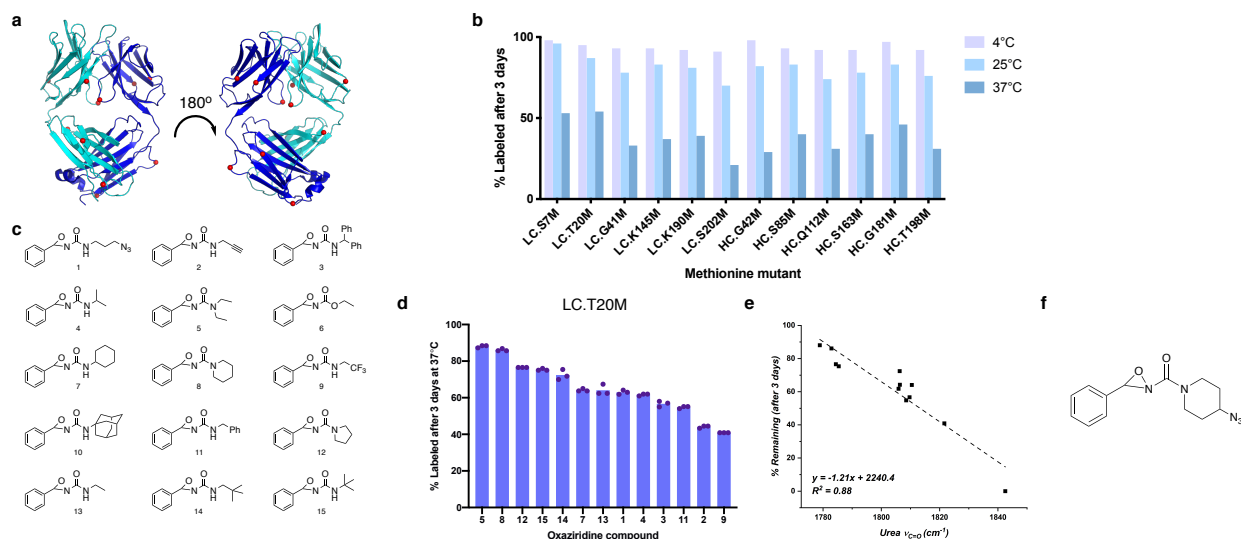 a
180º
b
% Labeled after 3 days
100
50
0
4°C
25°C
37°C
LC.S7M
LC.T20M
LC.G41M
LC.K145M
LC.K190M
LC.S202M
HC.G42M
HC.S85M
HC.Q112M
HC.S163M
HC.G181M
HC.T198M
Methionine mutant
c
O O N N H N3
1
O O N N H
2
O O N N H Ph Ph
3
O O N N H
4
O O N N
5
O O N O
6
O O N N H
7
O O N N
8
O O N N H CF3
9
O O N N H
10
O O N N H Ph
11
O O N N
12
O O N N H
13
O O N N H
14
O O N N H
15
d
LC.T20M
% Labeled after 3 days at 37°C
100
80
60
40
20
0
5 8 12 15 14 7 13 1 4 3 11 2 9
Oxaziridine compound
e
% Remaining (after 3 days)
100
80
60
40
20
0
y = -1.21x + 2240.4
R² = 0.88
1780 1800 1820 1840
Urea νC=O (cm-1)
f
O O N N N3